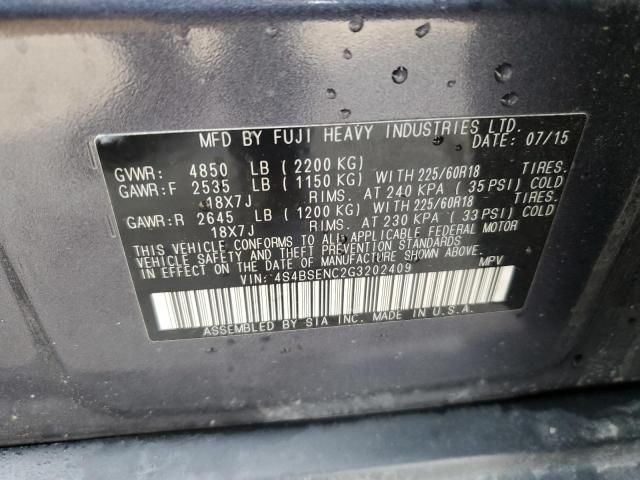 MFD BY FUJI HEAVY INDUSTRIES LTD.
DATE: 07/15
GVWR: 4850 LB (2200 KG)
GAWR:F 2535 LB (1150 KG) WITH 225/60R18 TIRES.
18X7J RIMS. AT 240 KPA (35 PSI) COLD
GAWR:R 2645 LB (1200 KG) WITH 225/60R18 TIRES.
18X7J RIMS. AT 230 KPA (33 PSI) COLD
THIS VEHICLE CONFORMS TO ALL APPLICABLE FEDERAL MOTOR
VEHICLE SAFETY AND THEFT PREVENTION STANDARDS
IN EFFECT ON THE DATE OF MANUFACTURE SHOWN ABOVE.
VIN: 4S4BSENC2G3202409 MPV
ASSEMBLED BY SIA INC. MADE IN U.S.A.